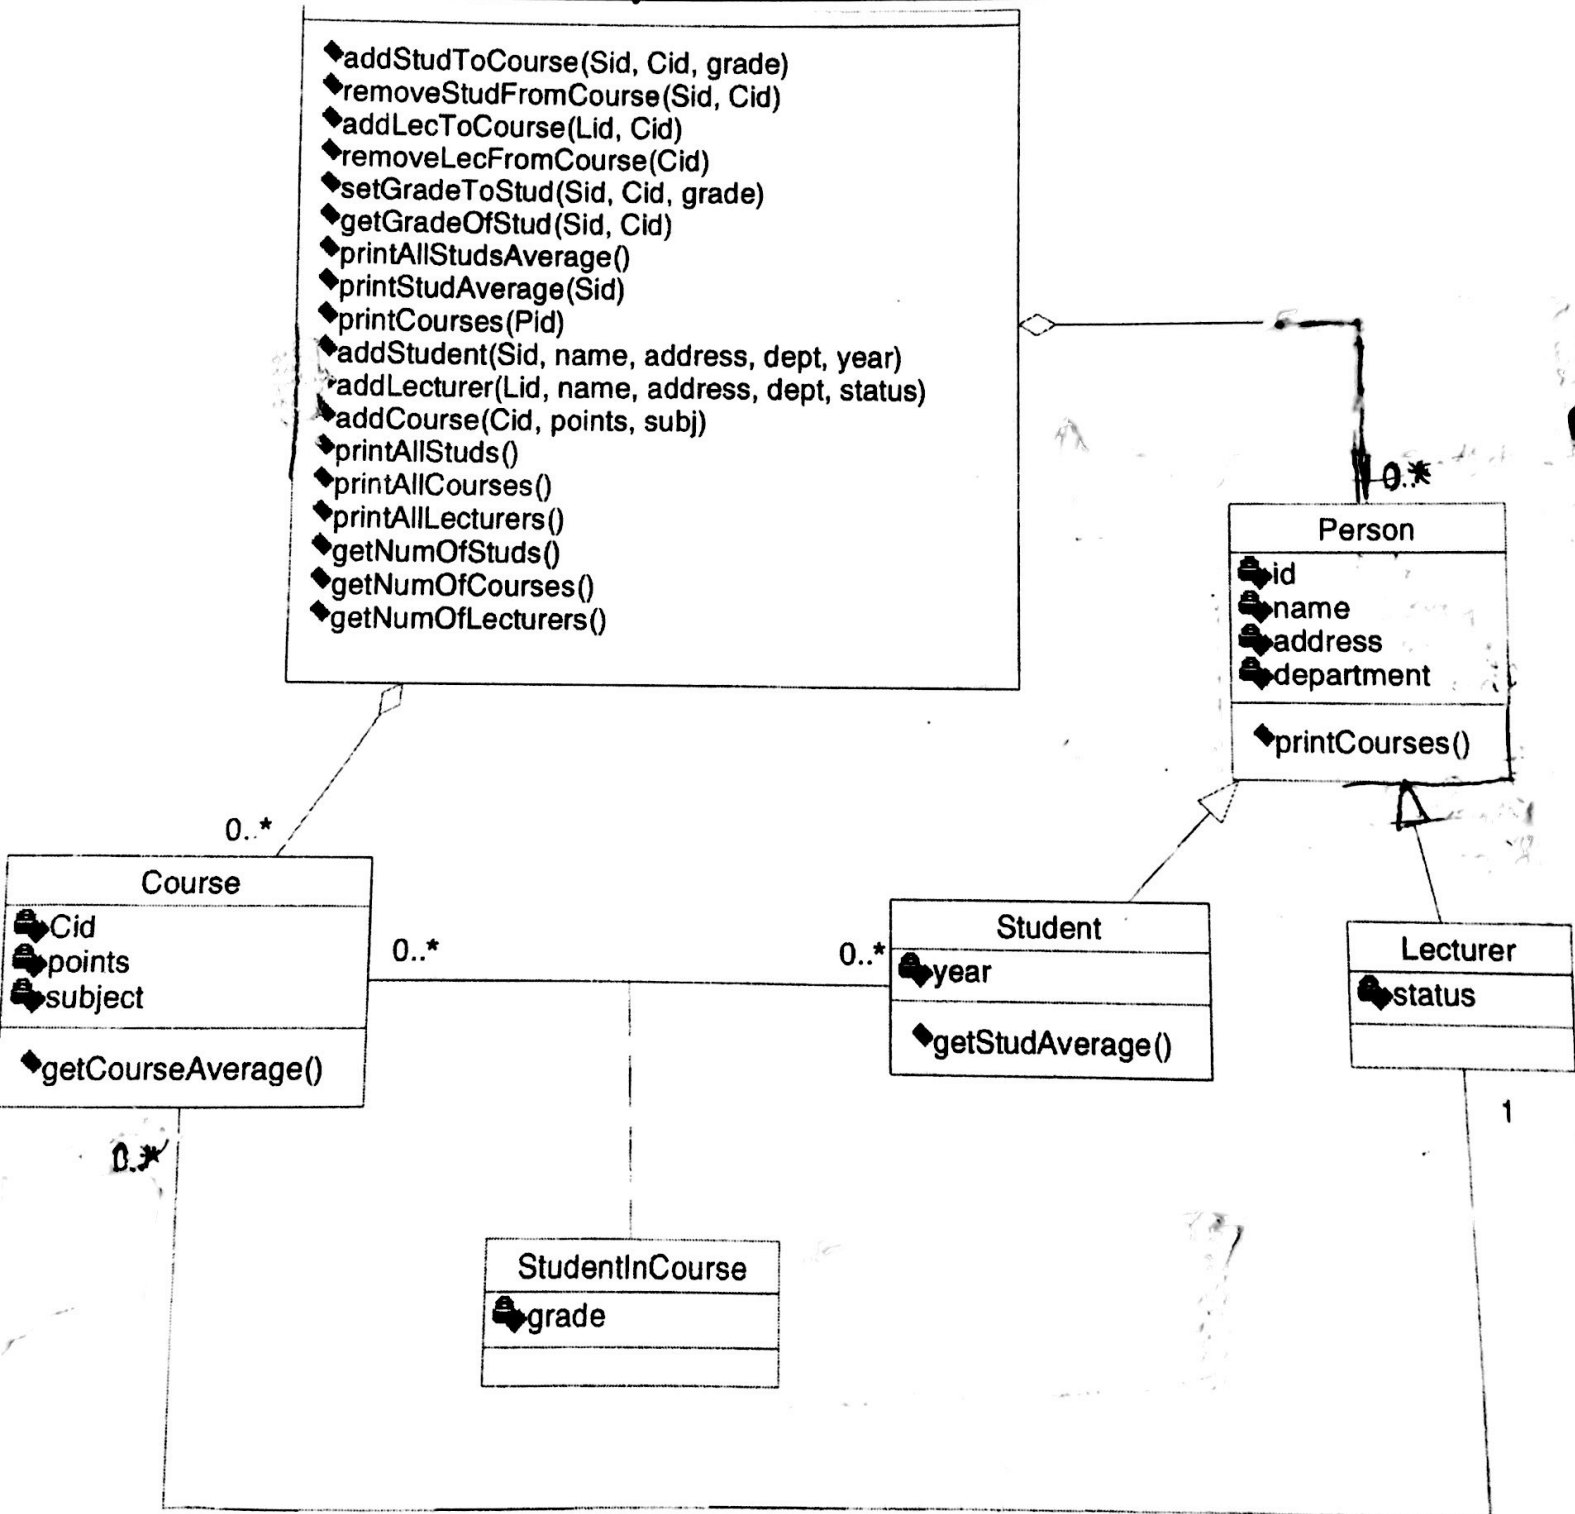 addStudToCourse(Sid, Cid, grade)
removeStudFromCourse(Sid, Cid)
addLecToCourse(Lid, Cid)
removeLecFromCourse(Cid)
setGradeToStud(Sid, Cid, grade)
getGradeOfStud(Sid, Cid)
printAllStudsAverage()
printStudAverage(Sid)
printCourses(Pid)
addStudent(Sid, name, address, dept, year)
addLecturer(Lid, name, address, dept, status)
addCourse(Cid, points, subj)
printAllStuds()
printAllCourses()
printAllLecturers()
getNumOfStuds()
getNumOfCourses()
getNumOfLecturers()
0..*
Person
id
name
address
department
printCourses()
0..*
Course
Cid
points
subject
getCourseAverage()
0..*
0..*
Student
year
getStudAverage()
Lecturer
status
1
0..*
StudentInCourse
grade